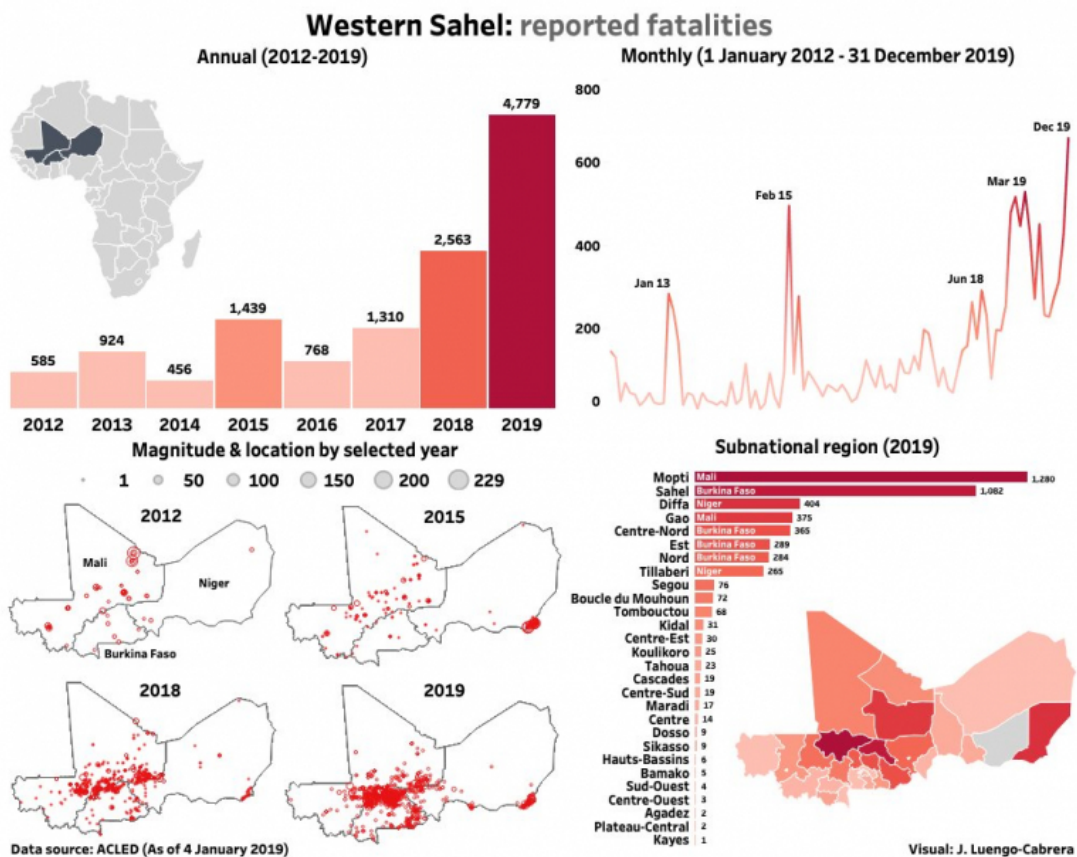 Western Sahel: reported fatalities
Annual (2012-2019)
4,779
2,563
1,439
1,310
924
768
585
456
2012 2013 2014 2015 2016 2017 2018 2019
Monthly (1 January 2012 - 31 December 2019)
800
600
400
200
0
Jan 13
Feb 15
Jun 18
Mar 19
Dec 19
Magnitude & location by selected year
1 50 100 150 200 229
2012
Mali
Niger
Burkina Faso
2015
2018
2019
Subnational region (2019)
Mopti Mali 1,280
Sahel Burkina Faso 1,082
Diffa Niger 404
Gao Mali 375
Centre-Nord Burkina Faso 365
Est Burkina Faso 289
Nord Burkina Faso 284
Tillaberi Niger 265
Segou 76
Boucle du Mouhoun 72
Tombouctou 68
Kidal 31
Centre-Est 30
Koulikoro 25
Tahoua 23
Cascades 19
Centre-Sud 19
Maradi 17
Centre 14
Dosso 9
Sikasso 9
Hauts-Bassins 6
Bamako 5
Sud-Ouest 4
Centre-Ouest 3
Agadez 2
Plateau-Central 2
Kayes 1
Data source: ACLED (As of 4 January 2019)
Visual: J. Luengo-Cabrera